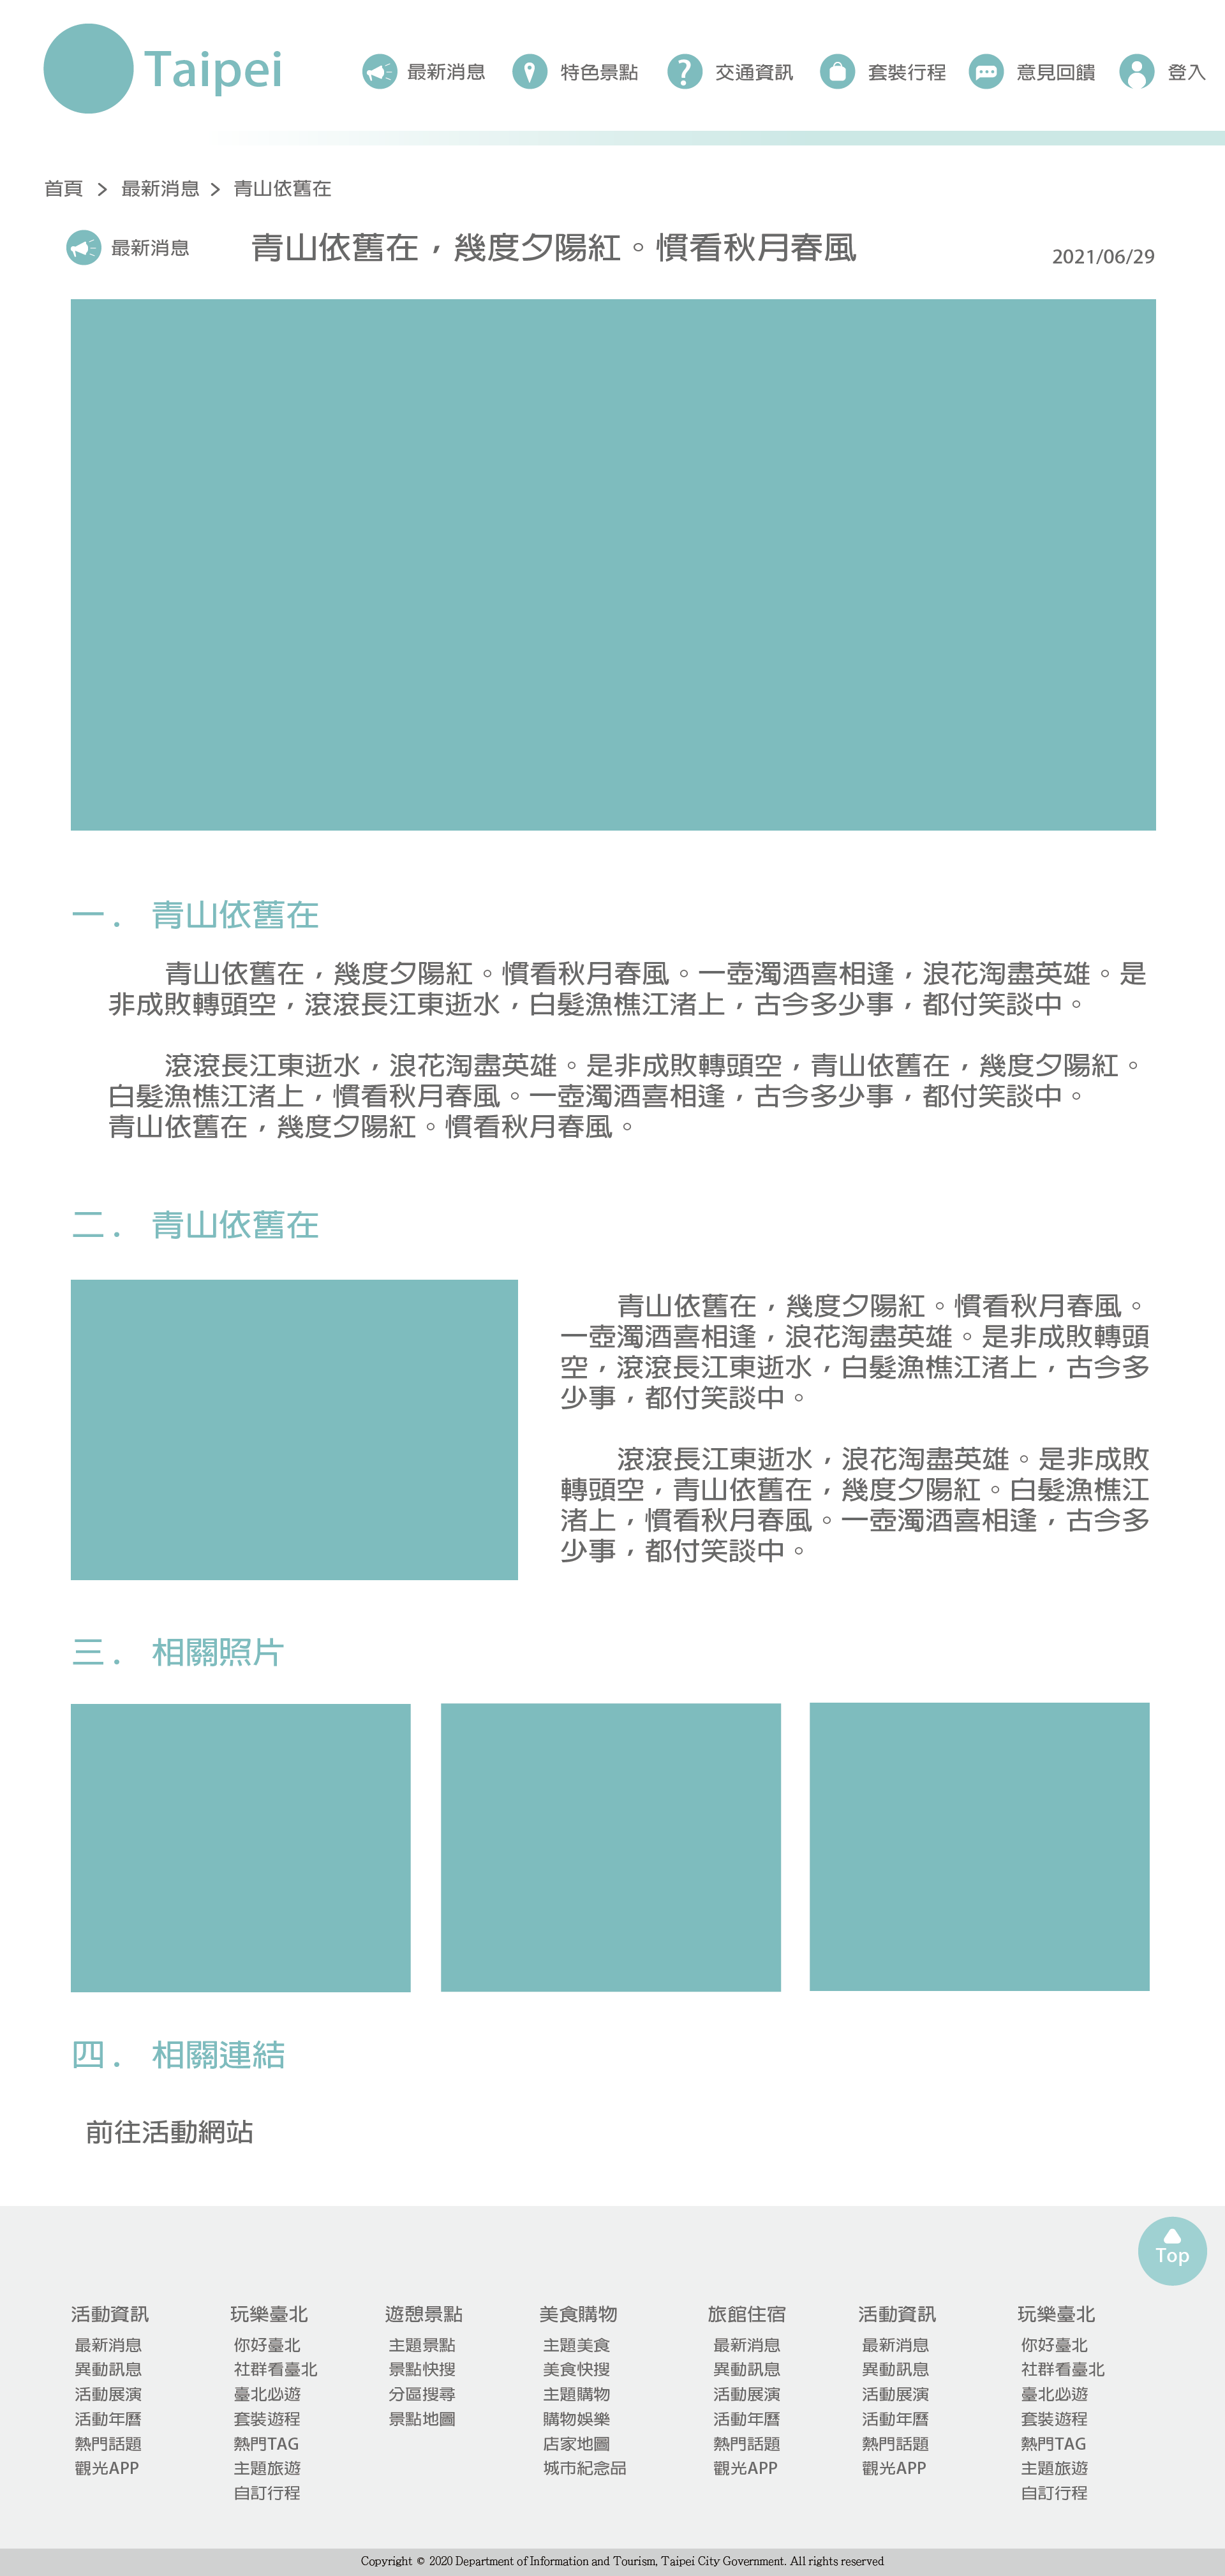 Taipei
最新消息 特色景點 交通資訊 套裝行程 意見回饋 登入
首頁 > 最新消息 > 青山依舊在
最新消息 青山依舊在，幾度夕陽紅。慣看秋月春風 2021/06/29
一. 青山依舊在
青山依舊在，幾度夕陽紅。慣看秋月春風。一壺濁酒喜相逢，浪花淘盡英雄。是
非成敗轉頭空，滾滾長江東逝水，白髮漁樵江渚上，古今多少事，都付笑談中。
滾滾長江東逝水，浪花淘盡英雄。是非成敗轉頭空，青山依舊在，幾度夕陽紅。
白髮漁樵江渚上，慣看秋月春風。一壺濁酒喜相逢，古今多少事，都付笑談中。
青山依舊在，幾度夕陽紅。慣看秋月春風。
二. 青山依舊在
青山依舊在，幾度夕陽紅。慣看秋月春風。
一壺濁酒喜相逢，浪花淘盡英雄。是非成敗轉頭
空，滾滾長江東逝水，白髮漁樵江渚上，古今多
少事，都付笑談中。
滾滾長江東逝水，浪花淘盡英雄。是非成敗
轉頭空，青山依舊在，幾度夕陽紅。白髮漁樵江
渚上，慣看秋月春風。一壺濁酒喜相逢，古今多
少事，都付笑談中。
三. 相關照片
四. 相關連結
前往活動網站
Top
活動資訊
最新消息
異動訊息
活動展演
活動年曆
熱門話題
觀光APP
玩樂臺北
你好臺北
社群看臺北
臺北必遊
套裝遊程
熱門TAG
主題旅遊
自訂行程
遊憩景點
主題景點
景點快搜
分區搜尋
景點地圖
美食購物
主題美食
美食快搜
主題購物
購物娛樂
店家地圖
城市紀念品
旅館住宿
最新消息
異動訊息
活動展演
活動年曆
熱門話題
觀光APP
活動資訊
最新消息
異動訊息
活動展演
活動年曆
熱門話題
觀光APP
玩樂臺北
你好臺北
社群看臺北
臺北必遊
套裝遊程
熱門TAG
主題旅遊
自訂行程
Copyright © 2020 Department of Information and Tourism, Taipei City Government. All rights reserved